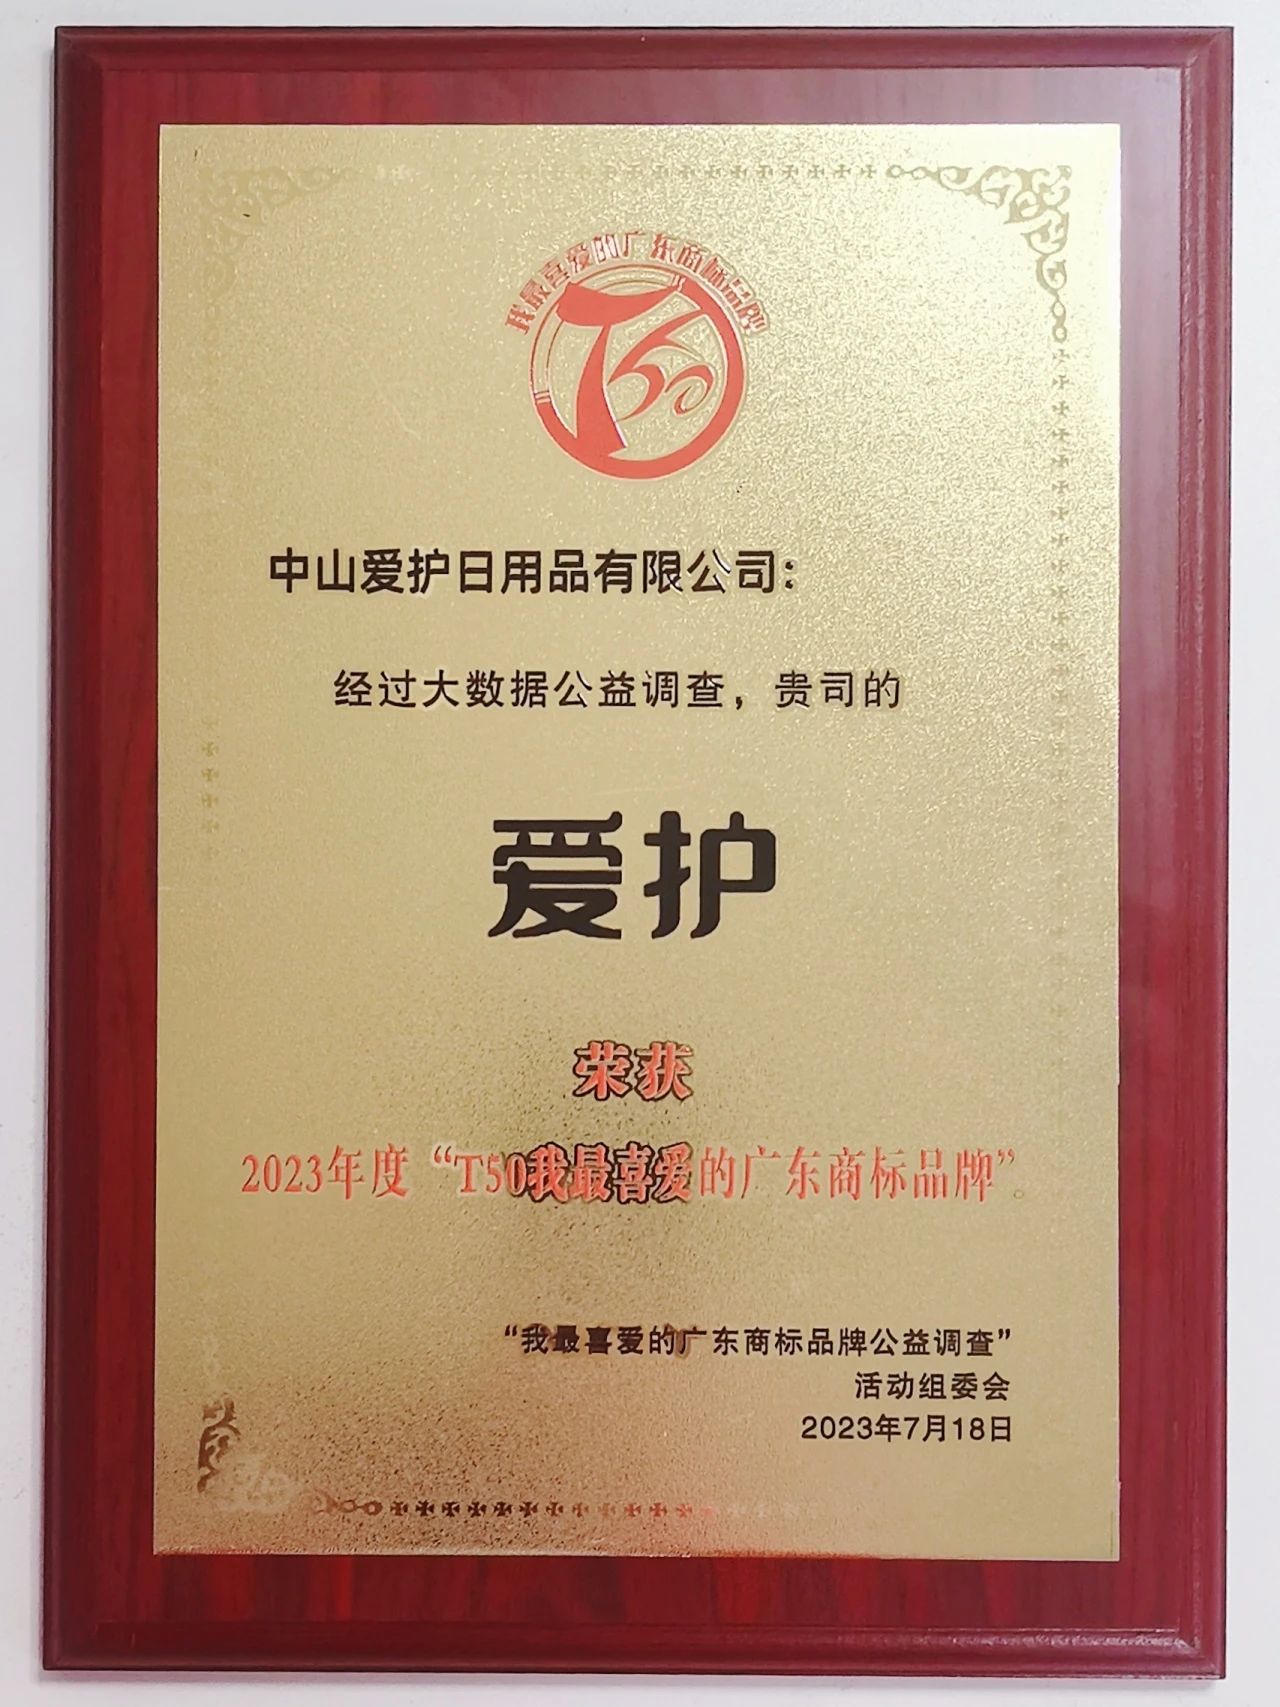 我最喜爱的广东商标品牌
T50
中山爱护日用品有限公司：
经过大数据公益调查，贵司的
爱护
荣获
2023年度“T50我最喜爱的广东商标品牌”。
“我最喜爱的广东商标品牌公益调查”
活动组委会
2023年7月18日